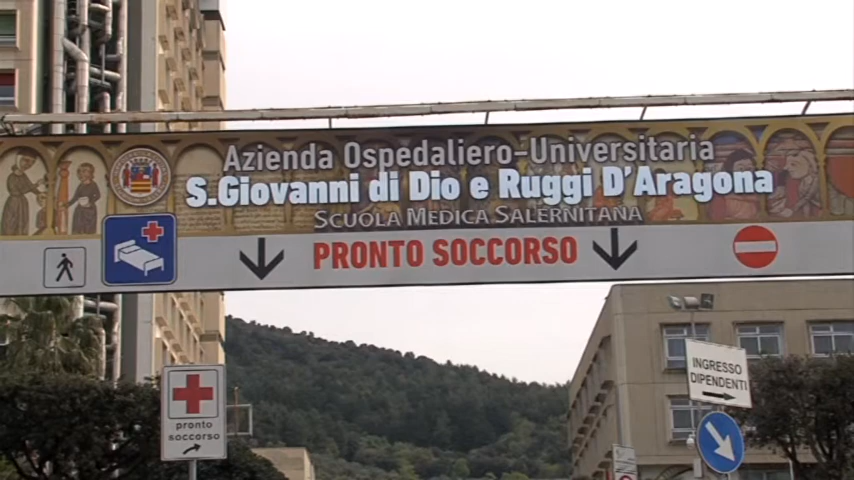 Azienda Ospedaliero-Universitaria
S.Giovanni di Dio e Ruggi D'Aragona
Scuola Medica Salernitana
PRONTO SOCCORSO
INGRESSO
DIPENDENTI
pronto
soccorso